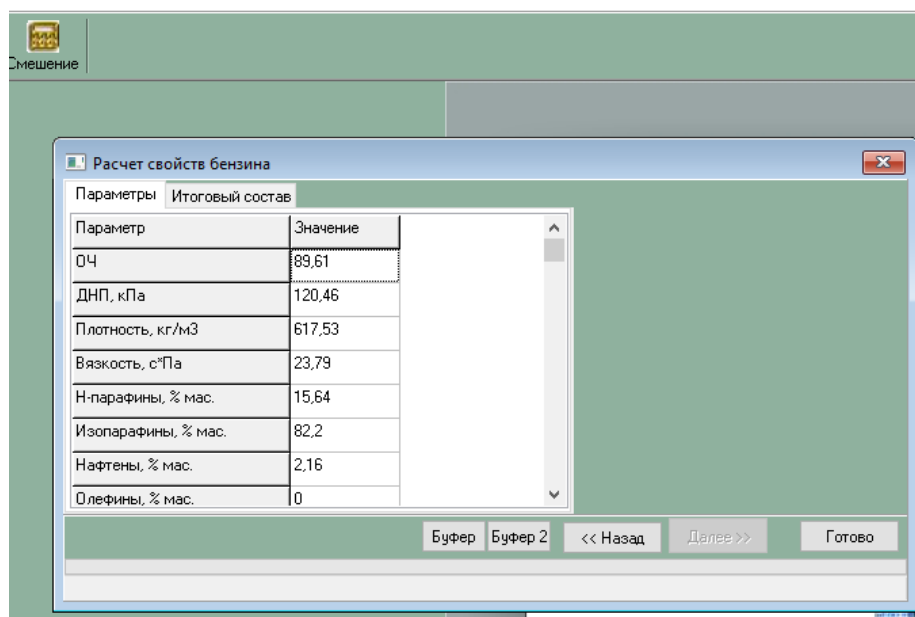 Смешение
Расчет свойств бензина
Параметры Итоговый состав
Параметр Значение
ОЧ 89,61
ДНП, кПа 120,46
Плотность, кг/м3 617,53
Вязкость, с*Па 23,79
Н-парафины, % мас. 15,64
Изопарафины, % мас. 82,2
Нафтены, % мас. 2,16
Олефины, % мас. 0
Буфер Буфер 2 << Назад Далее >> Готово